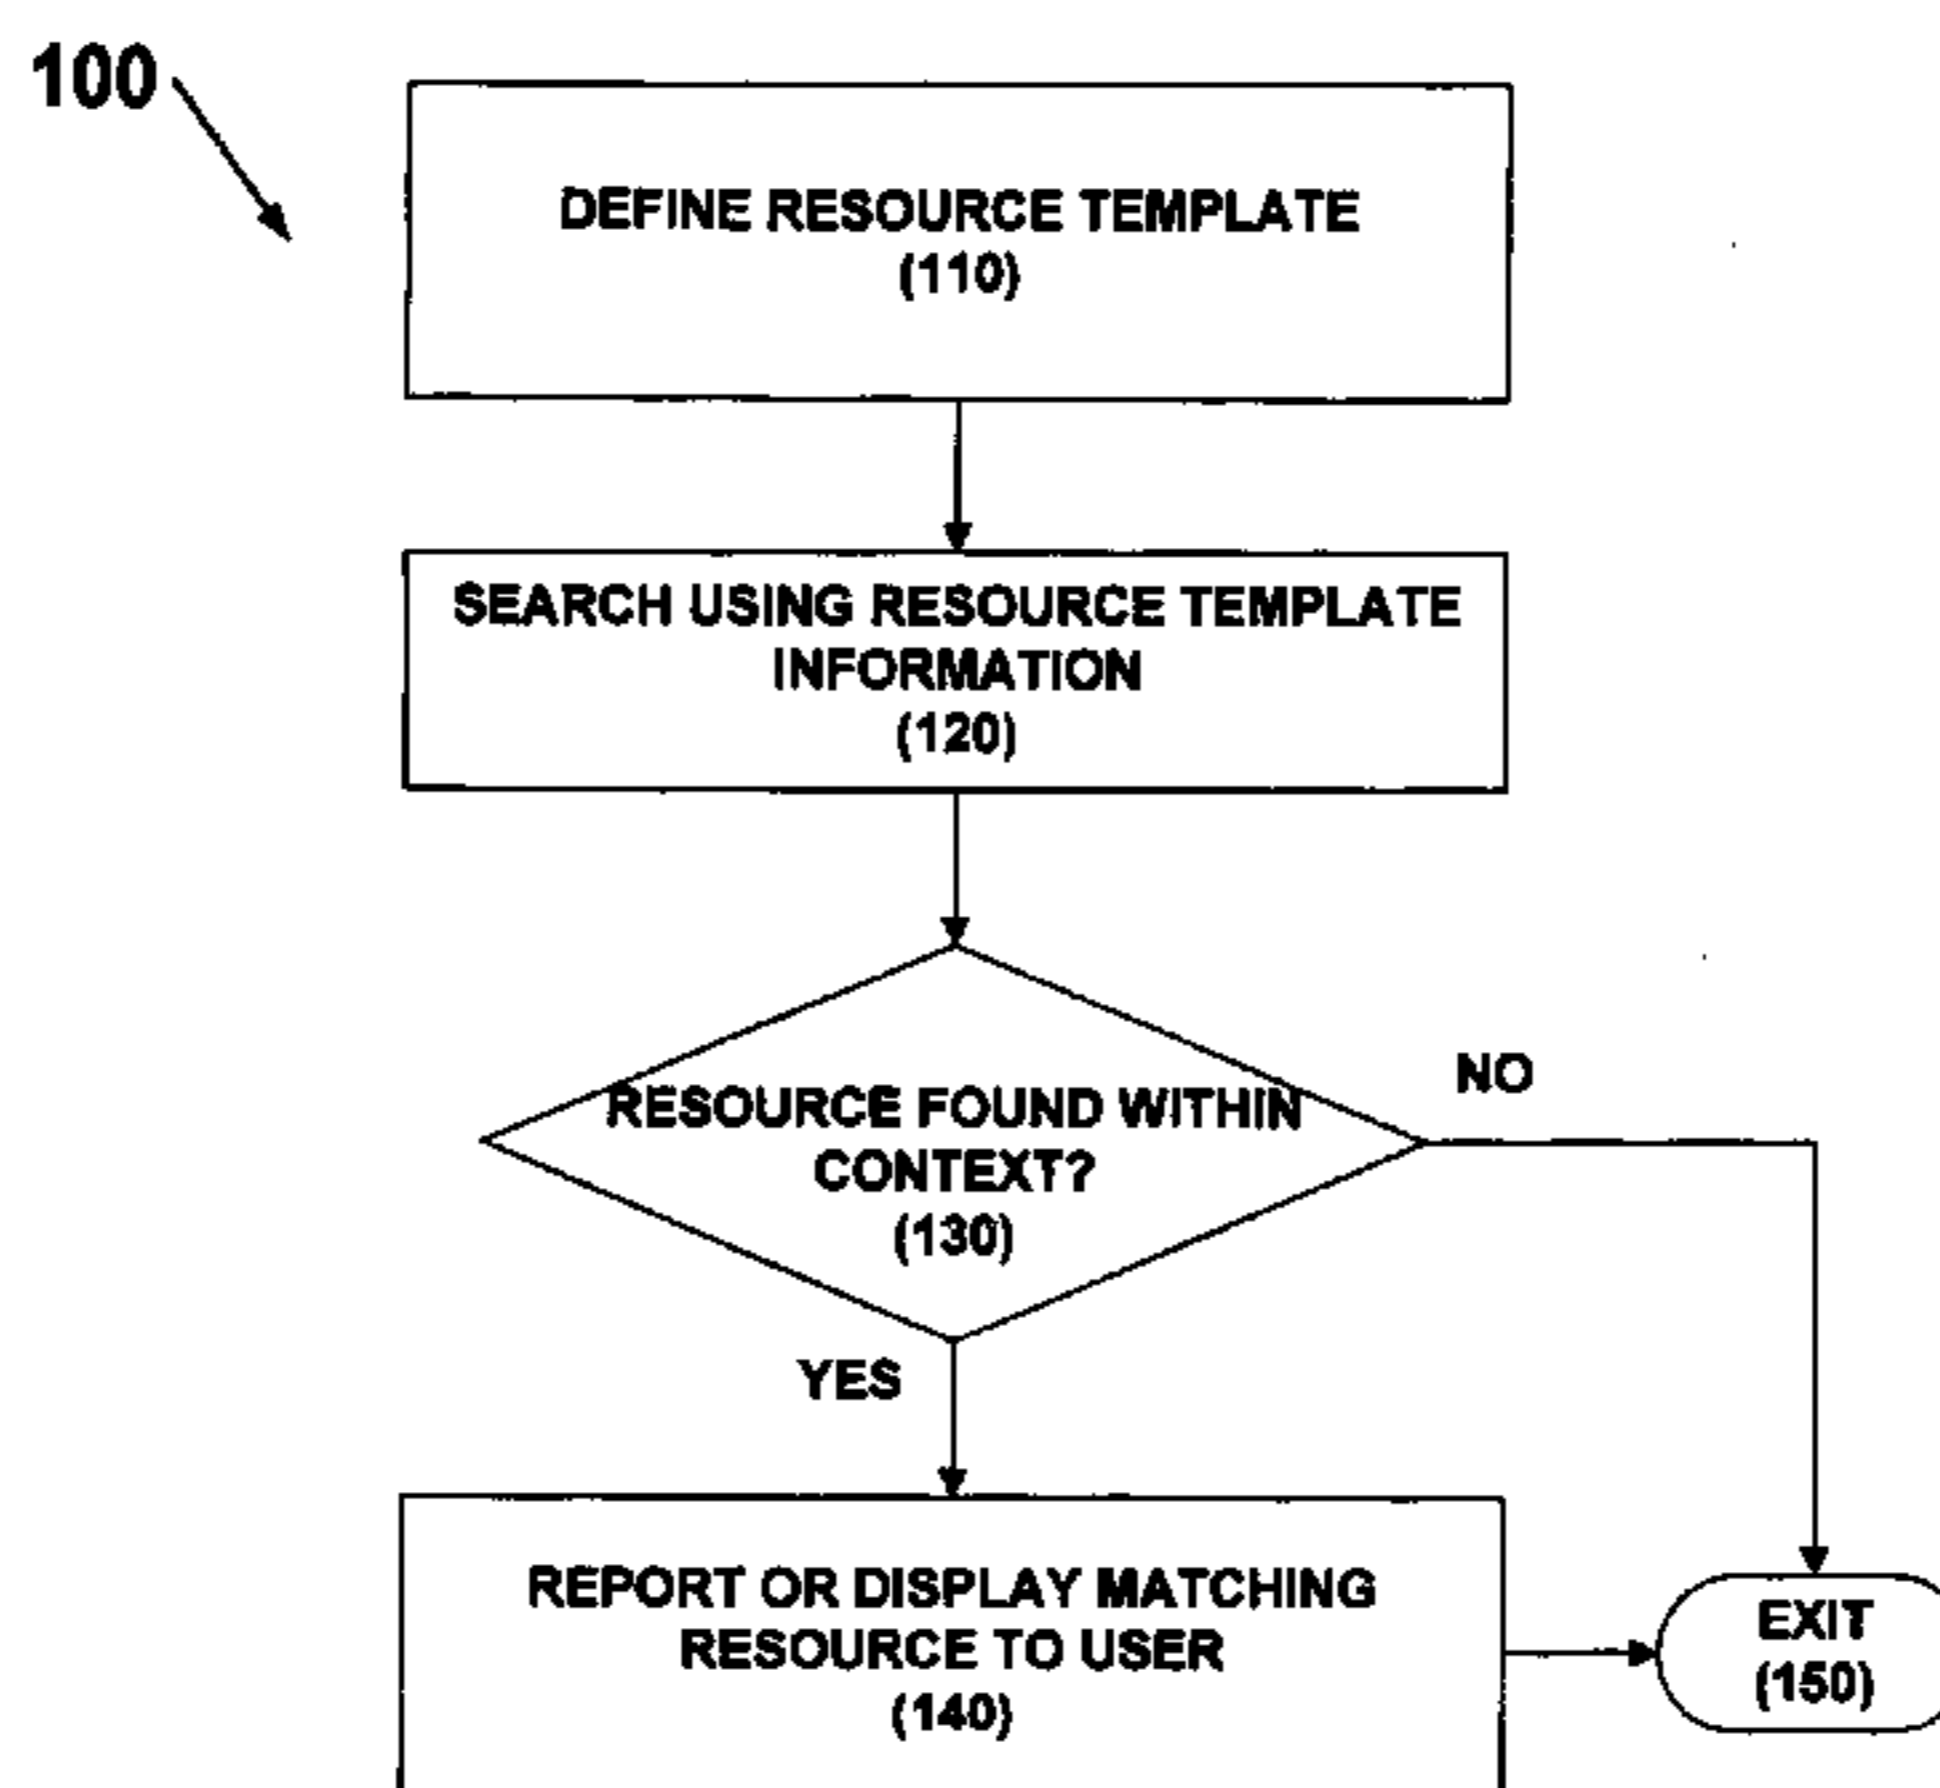 100
DEFINE RESOURCE TEMPLATE
(110)
SEARCH USING RESOURCE TEMPLATE
INFORMATION
(120)
RESOURCE FOUND WITHIN
CONTEXT?
(130)
NO
YES
REPORT OR DISPLAY MATCHING
RESOURCE TO USER
(140)
EXIT
(150)